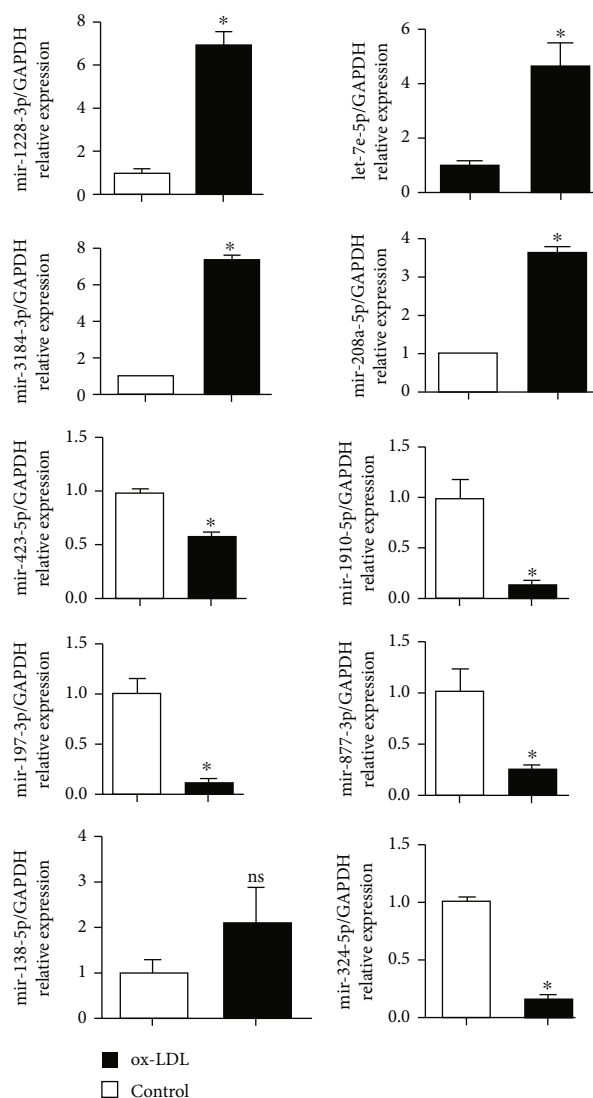 mir-1228-3p/GAPDH
relative expression
8
6
4
2
0
*
let-7e-5p/GAPDH
relative expression
6
4
2
0
*
mir-3184-3p/GAPDH
relative expression
8
6
4
2
0
*
mir-208a-5p/GAPDH
relative expression
4
3
2
1
0
*
mir-423-5p/GAPDH
relative expression
1.5
1.0
0.5
0.0
*
mir-1910-5p/GAPDH
relative expression
1.5
1.0
0.5
0.0
*
mir-197-3p/GAPDH
relative expression
1.5
1.0
0.5
0.0
*
mir-877-3p/GAPDH
relative expression
1.5
1.0
0.5
0.0
*
mir-138-5p/GAPDH
relative expression
4
3
2
1
0
ns
mir-324-5p/GAPDH
relative expression
1.5
1.0
0.5
0.0
*
ox-LDL
Control